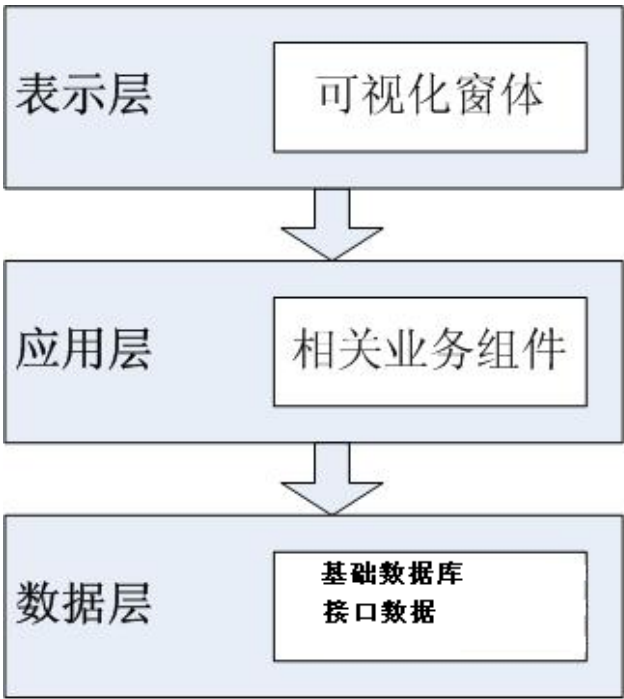 表示层
可视化窗体
应用层
相关业务组件
数据层
基础数据库
接口数据